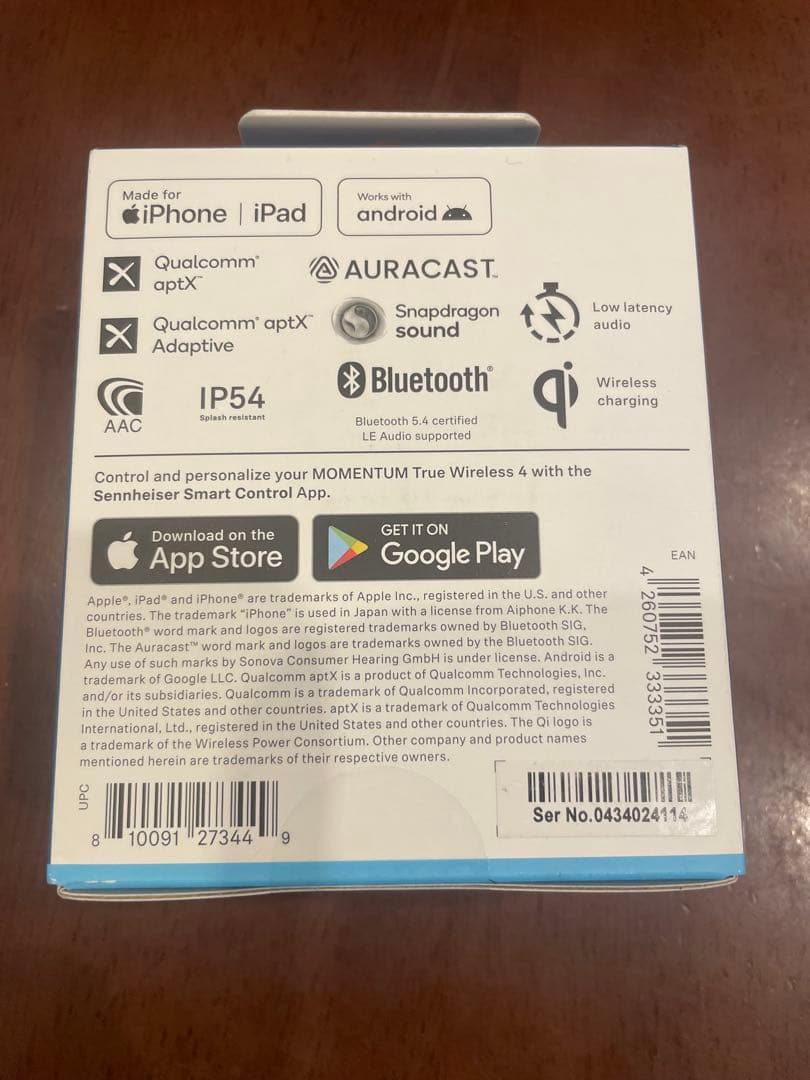 Made for
iPhone | iPad
Works with
android
Qualcomm®
aptX™
AURACAST™
Qualcomm® aptX™
Adaptive
Snapdragon
sound
Low latency
audio
AAC
IP54
Splash resistant
Bluetooth®
Bluetooth 5.4 certified
LE Audio supported
qi
Wireless
charging
Control and personalize your MOMENTUM True Wireless 4 with the
Sennheiser Smart Control App.
Download on the
App Store
GET IT ON
Google Play
Apple®, iPad® and iPhone® are trademarks of Apple Inc., registered in the U.S. and other
countries. The trademark “iPhone” is used in Japan with a license from Aiphone K.K. The
Bluetooth® word mark and logos are registered trademarks owned by Bluetooth SIG,
Inc. The Auracast™ word mark and logos are trademarks owned by the Bluetooth SIG.
Any use of such marks by Sonova Consumer Hearing GmbH is under license. Android is a
trademark of Google LLC. Qualcomm aptX is a product of Qualcomm Technologies, Inc.
and/or its subsidiaries. Qualcomm is a trademark of Qualcomm Incorporated, registered
in the United States and other countries. aptX is a trademark of Qualcomm Technologies
International, Ltd., registered in the United States and other countries. The Qi logo is
a trademark of the Wireless Power Consortium. Other company and product names
mentioned herein are trademarks of their respective owners.
EAN
4 260752 333351
UPC
8 10091 27344 9
Ser No.0434024114